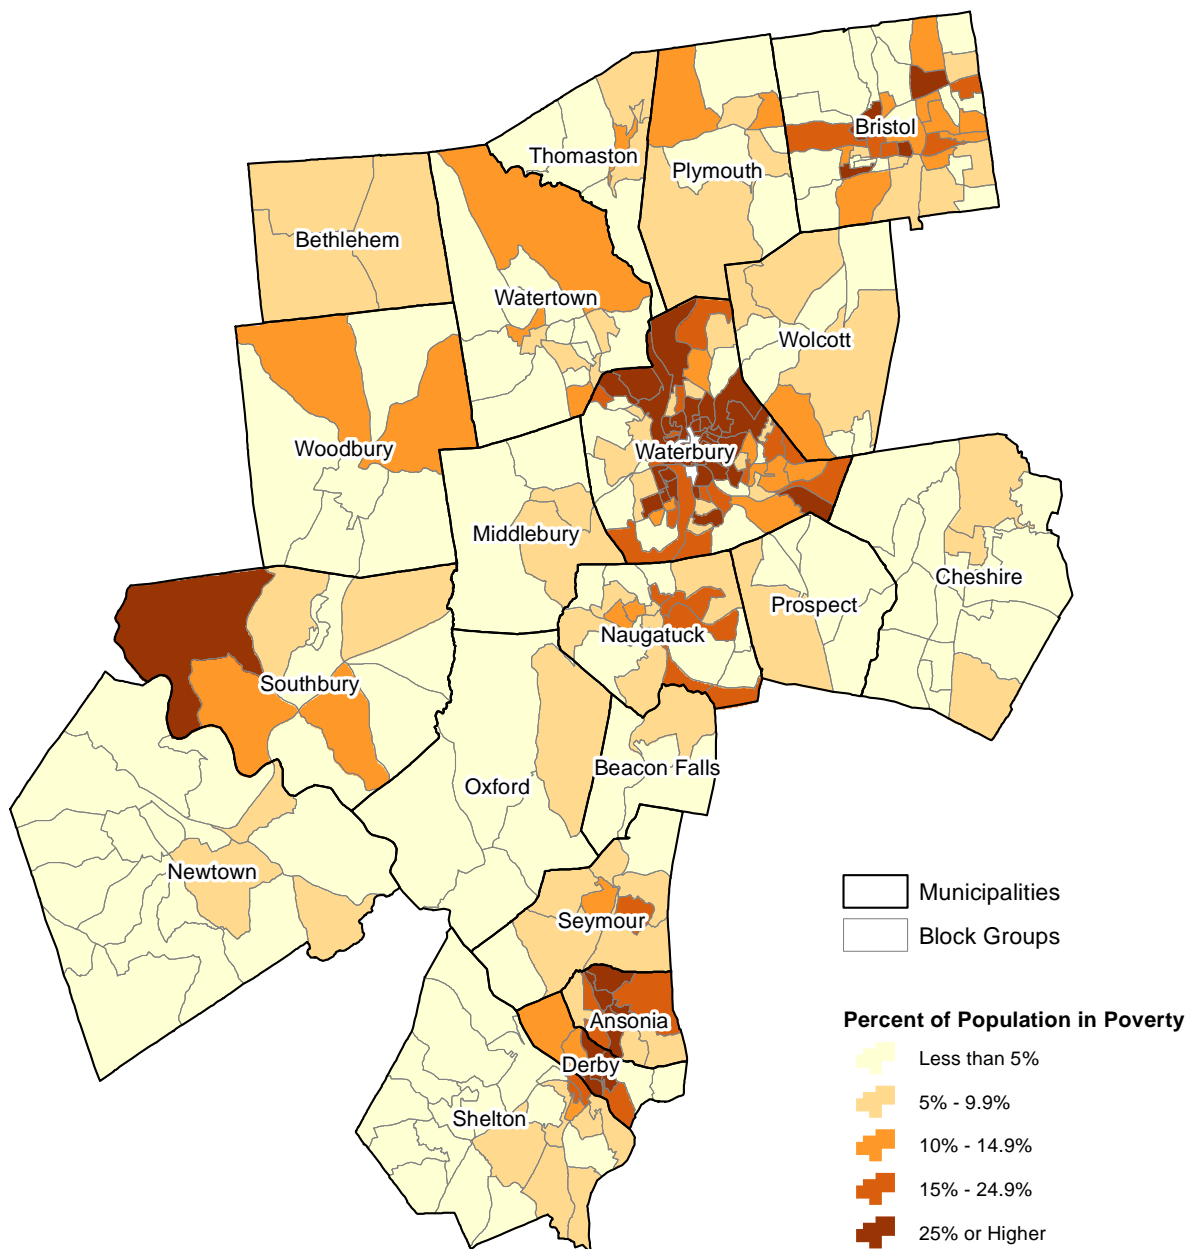 Bristol
Thomaston
Plymouth
Bethlehem
Watertown
Wolcott
Woodbury
Waterbury
Middlebury
Cheshire
Prospect
Naugatuck
Southbury
Beacon Falls
Oxford
Newtown
Seymour
Ansonia
Derby
Shelton
Municipalities
Block Groups
Percent of Population in Poverty
Less than 5%
5% - 9.9%
10% - 14.9%
15% - 24.9%
25% or Higher